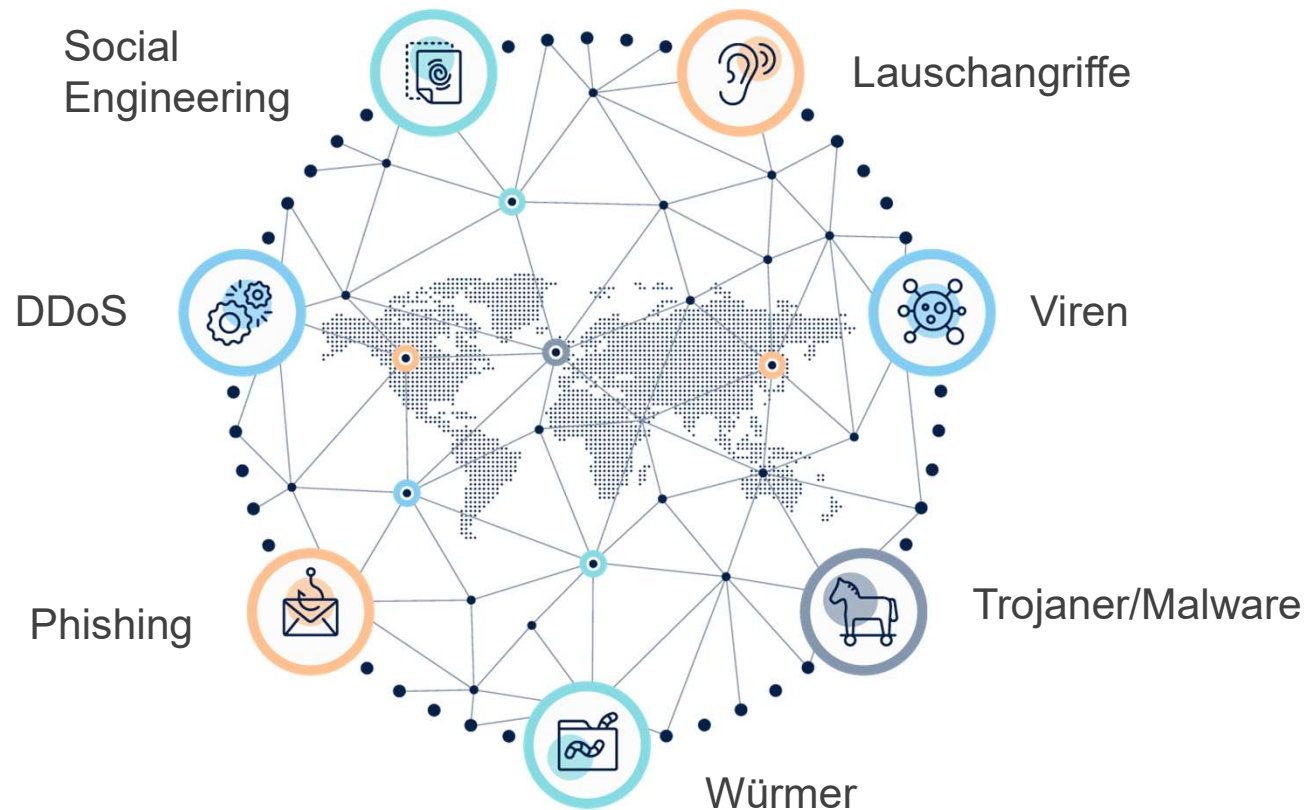 Social
Engineering
Lauschangriffe
DDoS
Viren
Phishing
Trojaner/Malware
Würmer